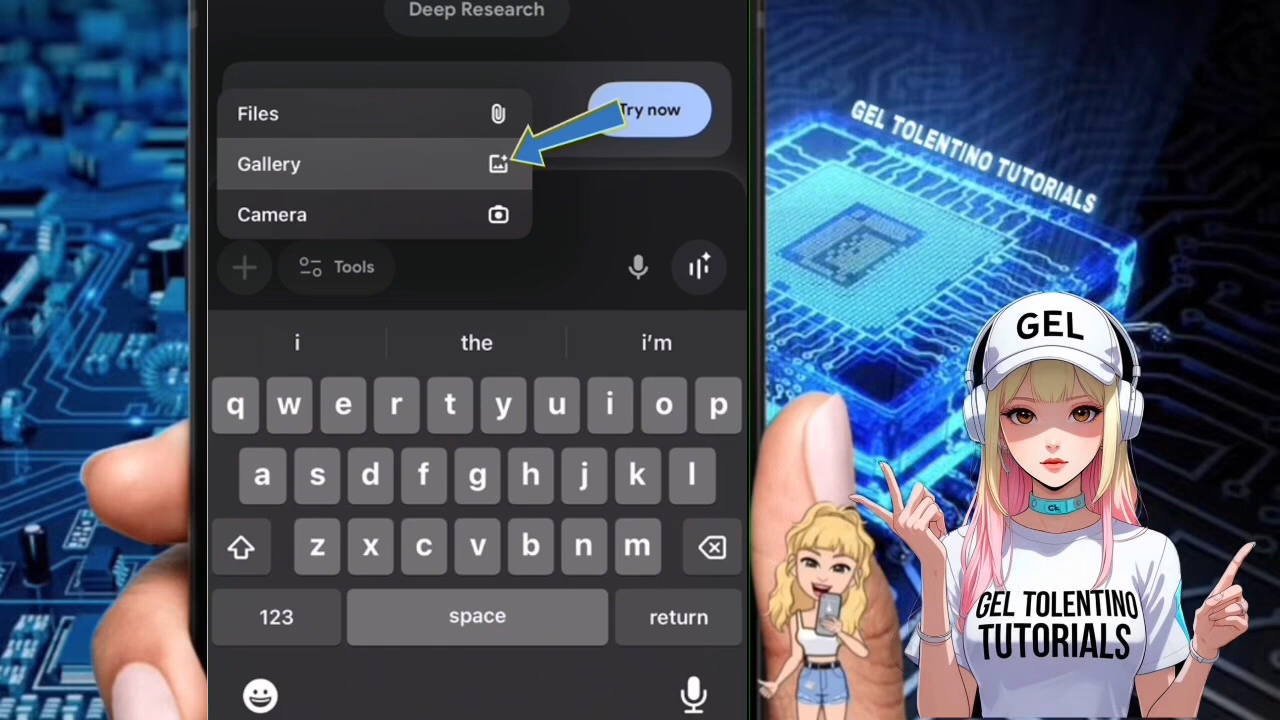 Deep Research
Files
Try now
Gallery
Camera
Tools
i the i'm
q w e r t y u i o p
a s d f g h j k l
z x c v b n m
123 space return
GEL TOLENTINO TUTORIALS
GEL
GEL TOLENTINO
TUTORIALS